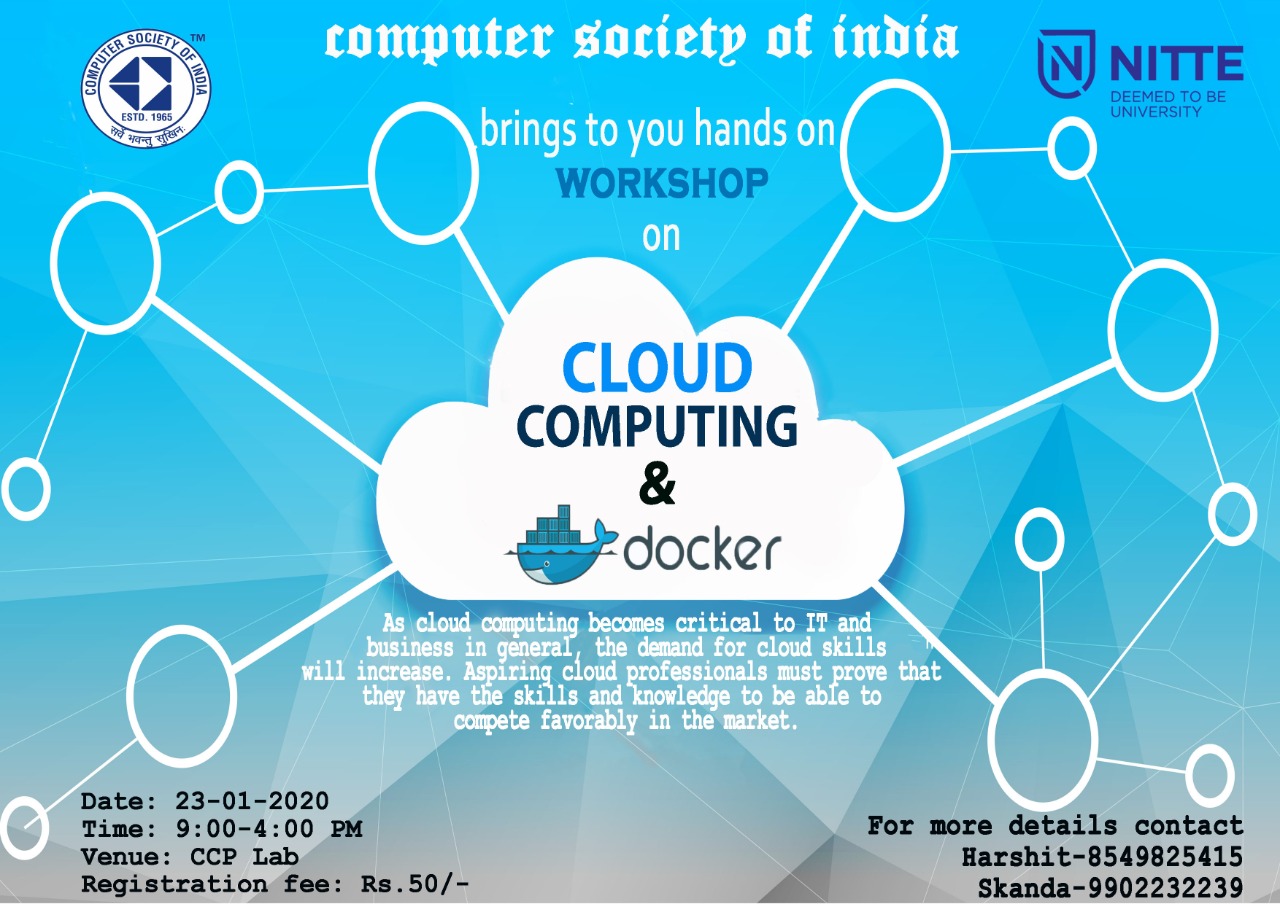 computer society of india
COMPUTER SOCIETY OF INDIA
TM
ESTD. 1965
सर्वे भवन्तु सुखिनः
N NITTE
DEEMED TO BE
UNIVERSITY
brings to you hands on
WORKSHOP
on
CLOUD
COMPUTING
&
docker
As cloud computing becomes critical to IT and
business in general, the demand for cloud skills "
will increase. Aspiring cloud professionals must prove that
they have the skills and knowledge to be able to
compete favorably in the market.
Date: 23-01-2020
Time: 9:00-4:00 PM
Venue: CCP Lab
Registration fee: Rs.50/-
For more details contact
Harshit-8549825415
Skanda-9902232239